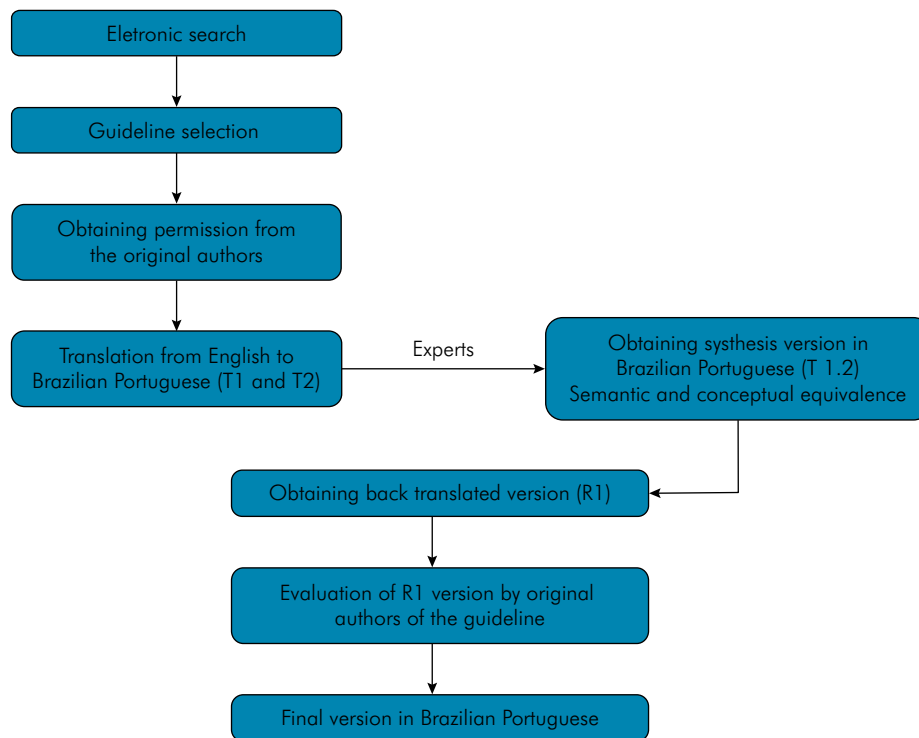 Eletronic search
Guideline selection
Obtaining permission from
the original authors
Translation from English to
Brazilian Portuguese (T1 and T2)
Experts
Obtaining systhesis version in
Brazilian Portuguese (T 1.2)
Semantic and conceptual equivalence
Obtaining back translated version (R1)
Evaluation of R1 version by original
authors of the guideline
Final version in Brazilian Portuguese